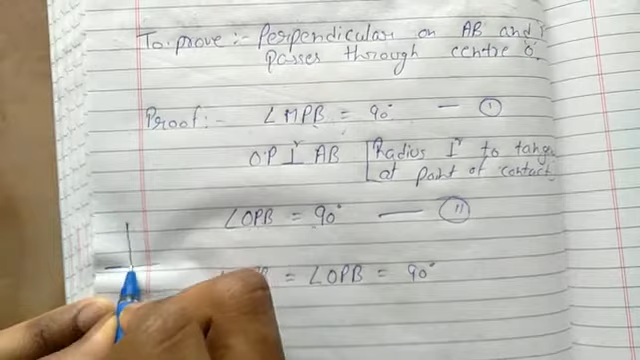 To prove :- Perpendicular on AB and
passes through centre O.
Proof :- ∠MPB = 90° — (I)
OP ⊥r AB [Radius ⊥r to tange
at point of contact
∠OPB = 90° — (II)
= ∠OPB = 90°